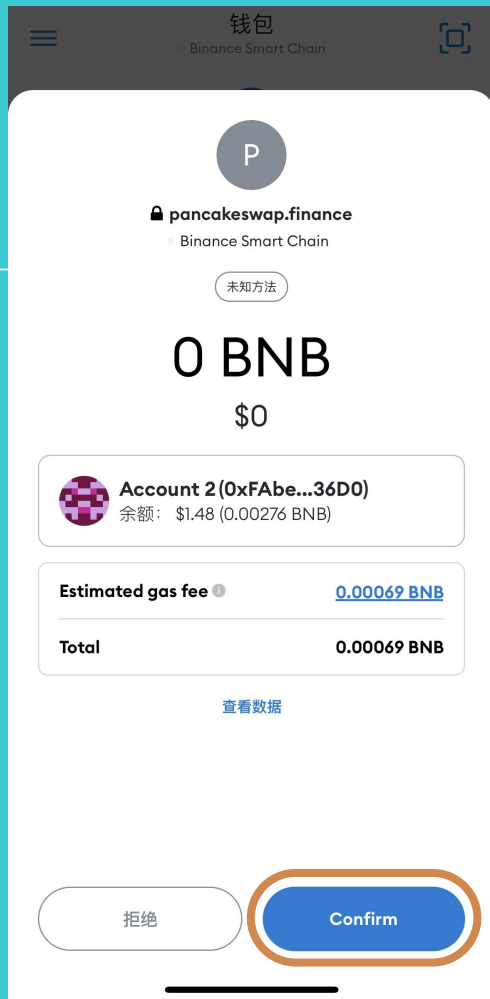 钱包
Binance Smart Chain
P
pancakeswap.finance
Binance Smart Chain
未知方法
0 BNB
$0
Account 2 (0xFAbe...36D0)
余额： $1.48 (0.00276 BNB)
Estimated gas fee 0.00069 BNB
Total 0.00069 BNB
查看数据
拒绝 Confirm